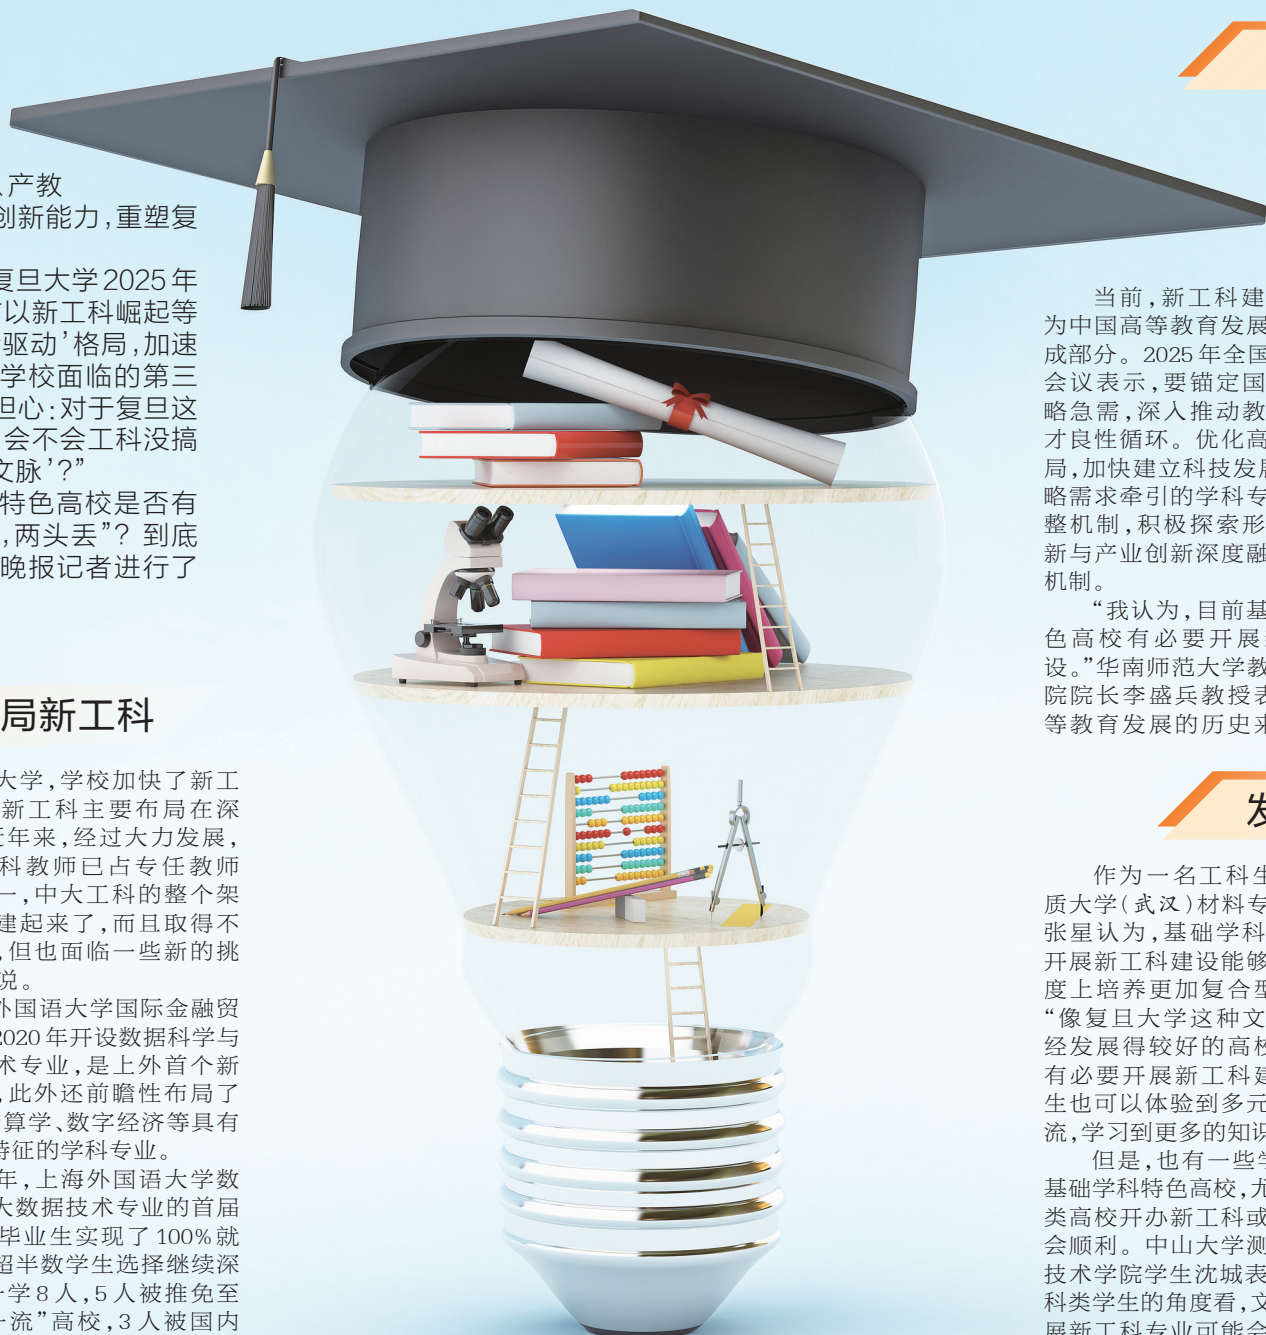 、产教
创新能力,重塑复
复旦大学2025年
以新工科崛起等
驱动’格局,加速
学校面临的第三
担心:对于复旦这
会不会工科没搞
文脉’?”
特色高校是否有
,两头丢”? 到底
晚报记者进行了
局新工科
大学,学校加快了新工
新工科主要布局在深
近年来,经过大力发展,
科教师已占专任教师
一,中大工科的整个架
建起来了,而且取得不
,但也面临一些新的挑
说。
外国语大学国际金融贸
2020年开设数据科学与
术专业,是上外首个新
,此外还前瞻性布局了
算学、数字经济等具有
特征的学科专业。
年,上海外国语大学数
大数据技术专业的首届
毕业生实现了100%就
超半数学生选择继续深
学8人,5人被推免至
一流”高校,3人被国内
当前,新工科建
为中国高等教育发展
成部分。2025年全国
会议表示,要锚定国
略急需,深入推动教
才良性循环。优化高
局,加快建立科技发展
略需求牵引的学科专
整机制,积极探索形
新与产业创新深度融
机制。
“我认为,目前基
色高校有必要开展
设。”华南师范大学教
院院长李盛兵教授表
等教育发展的历史来
发
作为一名工科生
质大学(武汉)材料专
张星认为,基础学科
开展新工科建设能够
度上培养更加复合型
“像复旦大学这种文
经发展得较好的高校
有必要开展新工科建
生也可以体验到多元
流,学习到更多的知识
但是,也有一些学
基础学科特色高校,尤
类高校开办新工科或
会顺利。中山大学测
技术学院学生沈城表
科类学生的角度看,文
展新工科专业可能会